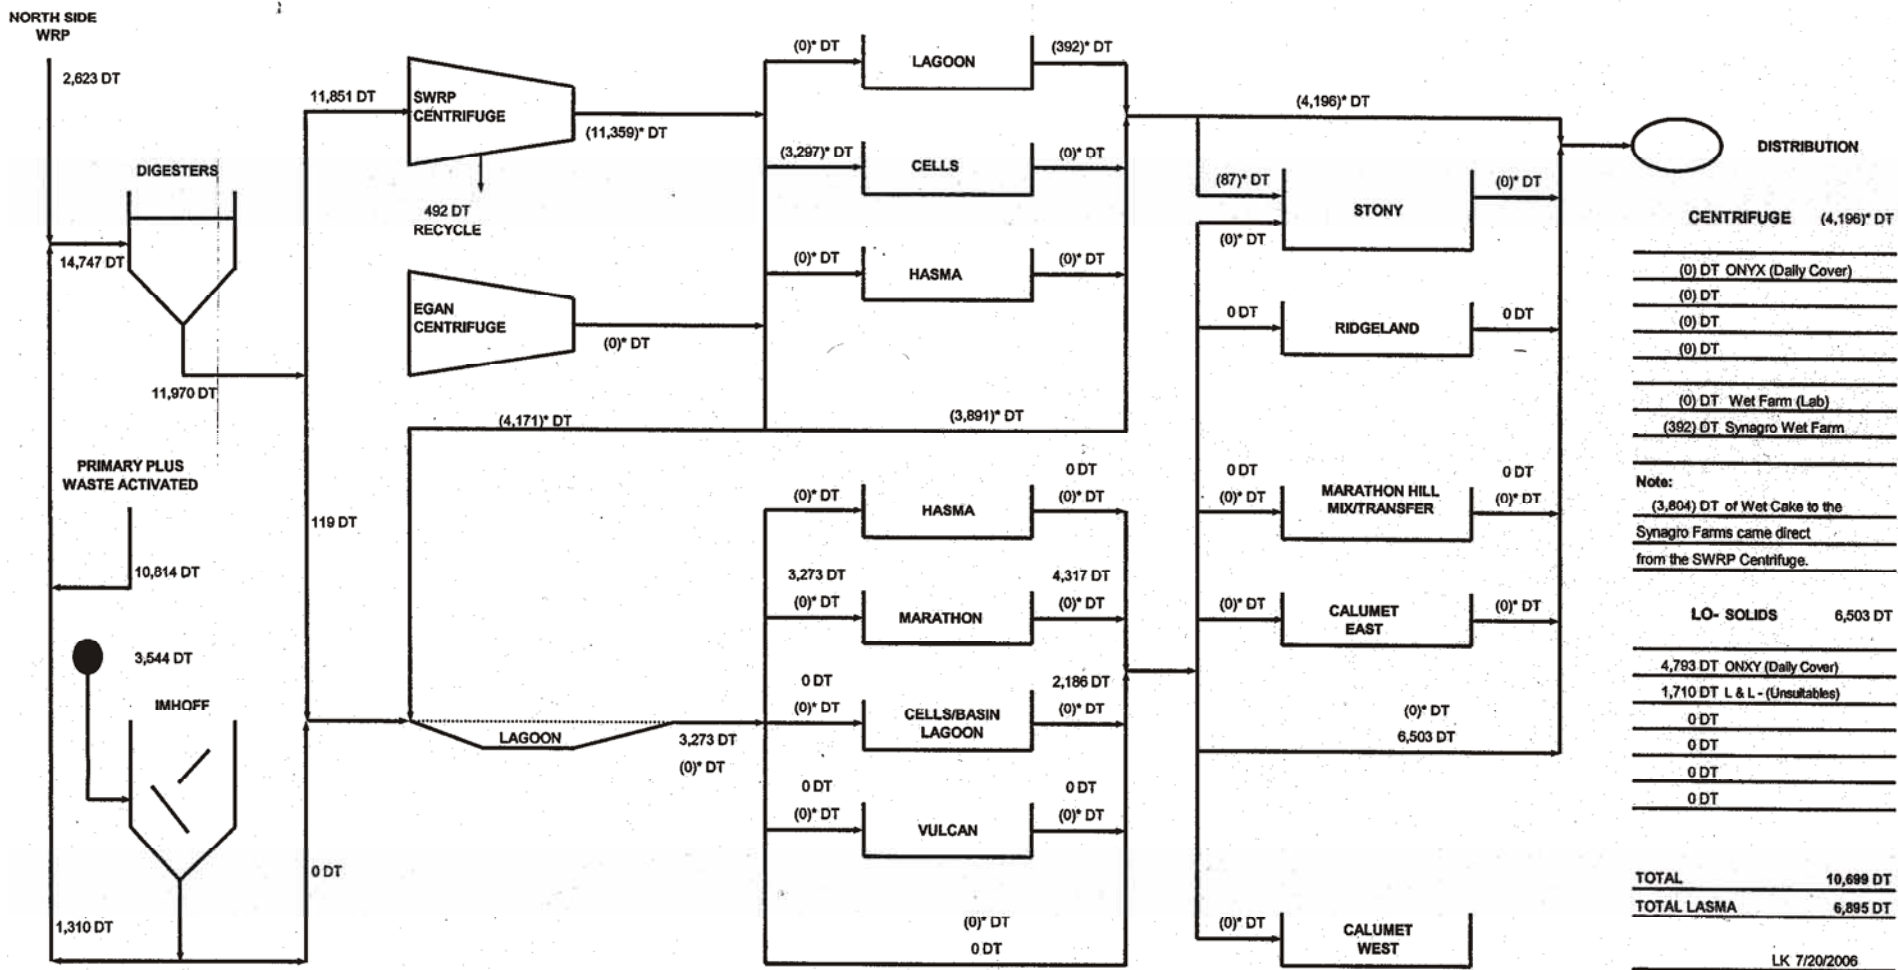 NORTH SIDE
WRP
2,623 DT
DIGESTERS
14,747 DT
11,970 DT
PRIMARY PLUS
WASTE ACTIVATED
10,814 DT
3,544 DT
IMHOFF
1,310 DT
11,851 DT
119 DT
0 DT
SWRP
CENTRIFUGE
(11,359)* DT
492 DT
RECYCLE
EGAN
CENTRIFUGE
(0)* DT
(4,171)* DT
(3,891)* DT
LAGOON
3,273 DT
(0)* DT
(0)* DT
LAGOON
(392)* DT
(3,297)* DT
CELLS
(0)* DT
(0)* DT
HASMA
(0)* DT
(0)* DT
HASMA
0 DT
(0)* DT
3,273 DT
(0)* DT
MARATHON
4,317 DT
(0)* DT
0 DT
(0)* DT
CELLS/BASIN
LAGOON
2,186 DT
(0)* DT
0 DT
(0)* DT
VULCAN
0 DT
(0)* DT
(0)* DT
0 DT
(4,196)* DT
(87)* DT
(0)* DT
STONY
(0)* DT
0 DT
RIDGELAND
0 DT
0 DT
(0)* DT
MARATHON HILL
MIX/TRANSFER
0 DT
(0)* DT
(0)* DT
CALUMET
EAST
(0)* DT
(0)* DT
6,503 DT
(0)* DT
CALUMET
WEST
DISTRIBUTION
CENTRIFUGE (4,196)* DT
(0) DT ONYX (Daily Cover)
(0) DT
(0) DT
(0) DT
(0) DT Wet Farm (Lab)
(392) DT Synagro Wet Farm
Note:
(3,804) DT of Wet Cake to the
Synagro Farms came direct
from the SWRP Centrifuge.
LO- SOLIDS 6,503 DT
4,793 DT ONXY (Daily Cover)
1,710 DT L & L - (Unsuitables)
0 DT
0 DT
0 DT
0 DT
TOTAL 10,699 DT
TOTAL LASMA 6,895 DT
LK 7/20/2006